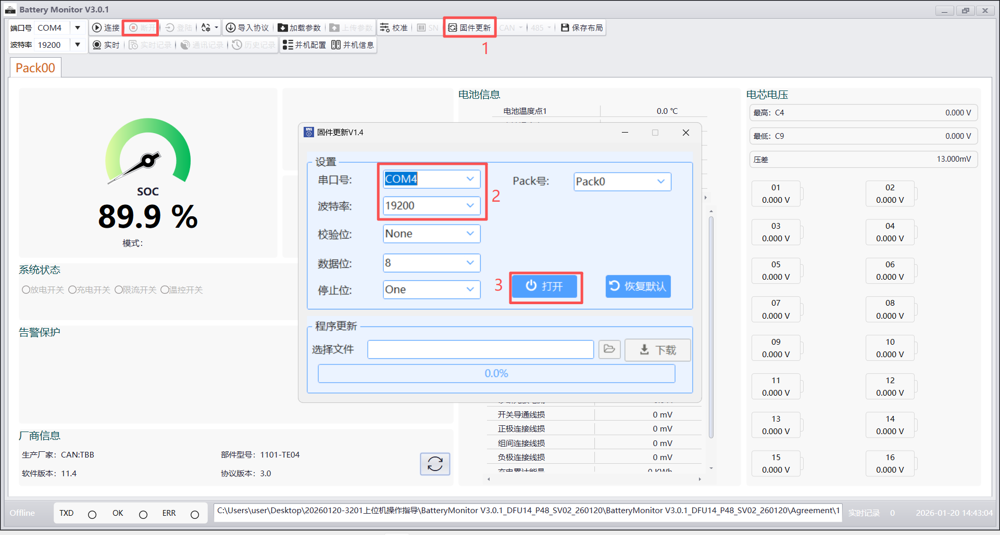 Battery Monitor V3.0.1
端口号 COM4 连接 断开 登陆 导入协议 加载参数 上传参数 校准 SN 固件更新 CAN 485 保存布局
波特率 19200 实时 实时记录 通讯记录 历史记录 并机配置 并机信息
1
Pack00
SOC
89.9 %
模式：
系统状态
放电开关 充电开关 限流开关 温控开关
告警保护
厂商信息
生产厂家：CAN:TBB 部件型号：1101-TE04
软件版本：11.4 协议版本：3.0
电池信息
电池温度点1 0.0 ℃
固件更新V1.4
设置
串口号: COM4 Pack号: Pack0
2
波特率: 19200
校验位: None
数据位: 8
停止位: One
3 打开 恢复默认
程序更新
选择文件 下载
0.0%
开关导通线损 0 mV
正极连接线损 0 mV
组间连接线损 0 mV
负极连接线损 0 mV
电芯电压
最高：C4 0.000 V
最低：C9 0.000 V
压差 13.000mV
01 02
0.000 V 0.000 V
03 04
0.000 V 0.000 V
05 06
0.000 V 0.000 V
07 08
0.000 V 0.000 V
09 10
0.000 V 0.000 V
11 12
0.000 V 0.000 V
13 14
0.000 V 0.000 V
15 16
0.000 V 0.000 V
Offline TXD OK ERR C:\Users\user\Desktop\20260120-3201上位机操作指导\BatteryMonitor V3.0.1_DFU14_P48_SV02_260120\BatteryMonitor V3.0.1_DFU14_P48_SV02_260120\Agreement\1 实时记录 0 2026-01-20 14:43:04